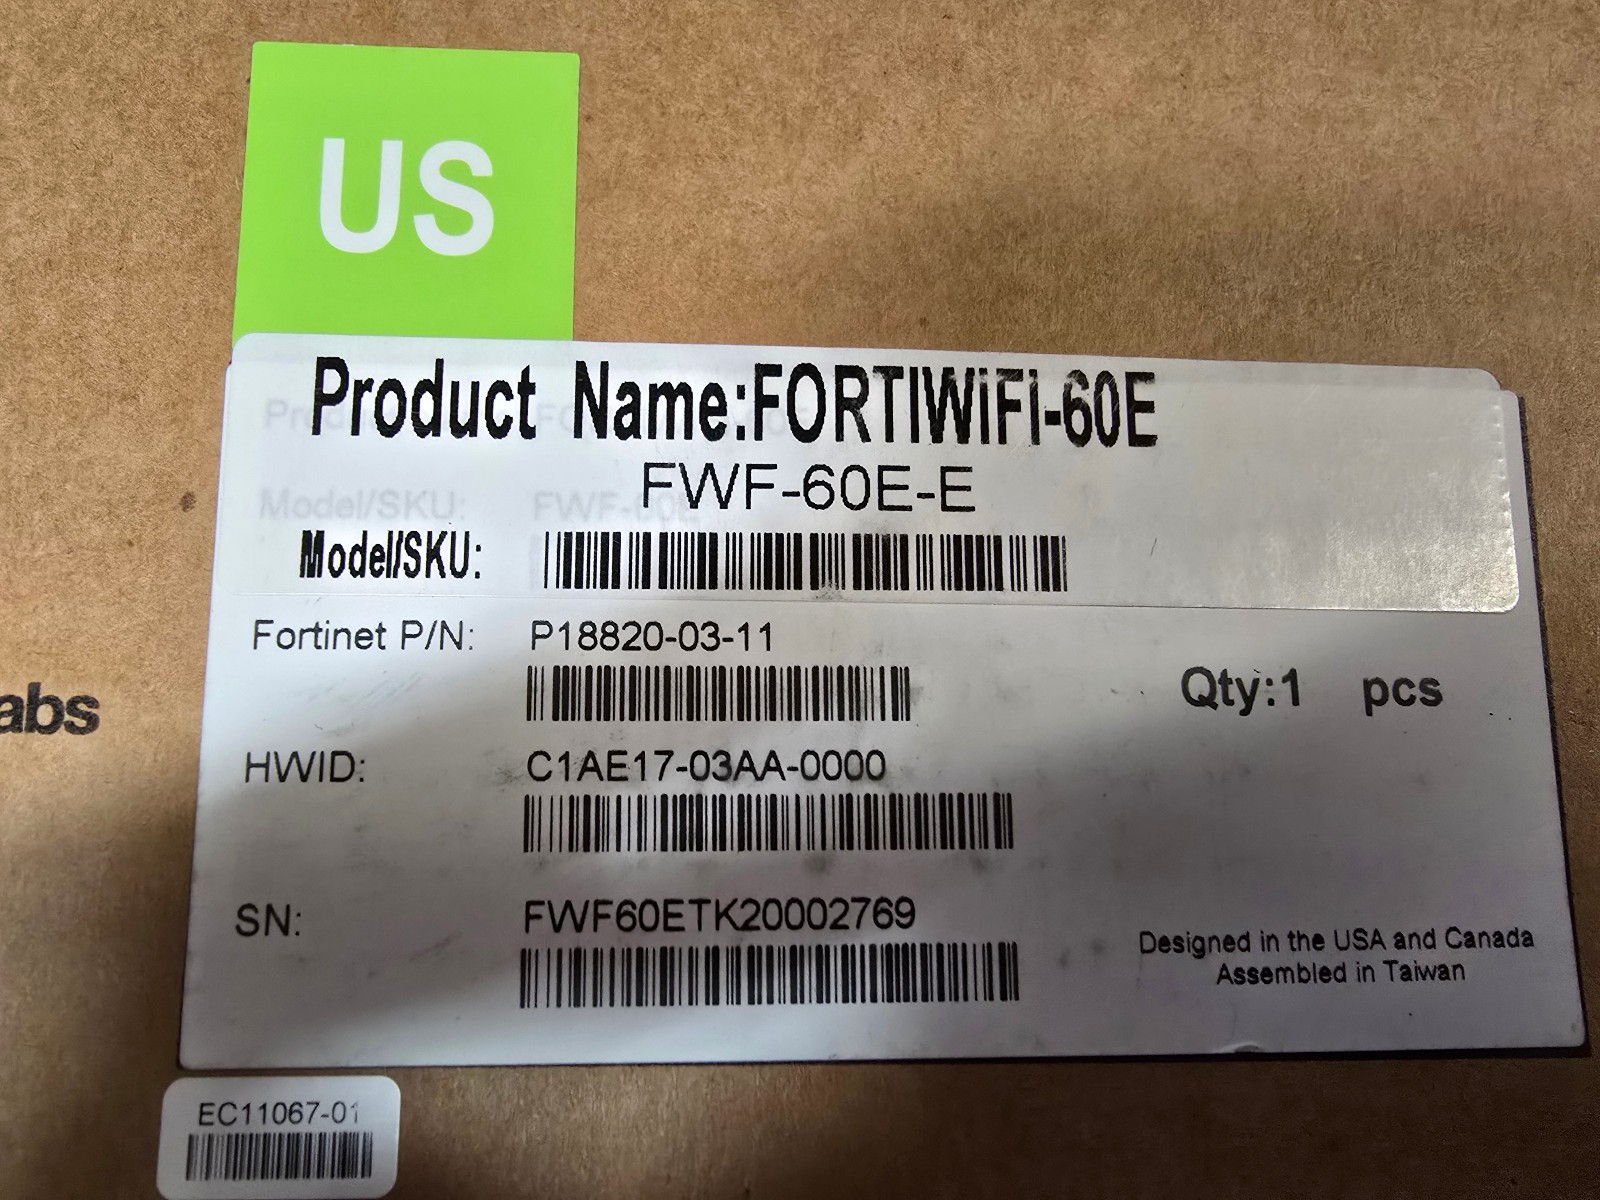 US
Product Name:FORTIWiFi-60E
FWF-60E-E
Model/SKU:
Fortinet P/N: P18820-03-11
Qty:1 pcs
abs
HWID: C1AE17-03AA-0000
SN: FWF60ETK20002769
Designed in the USA and Canada
Assembled in Taiwan
EC11067-01